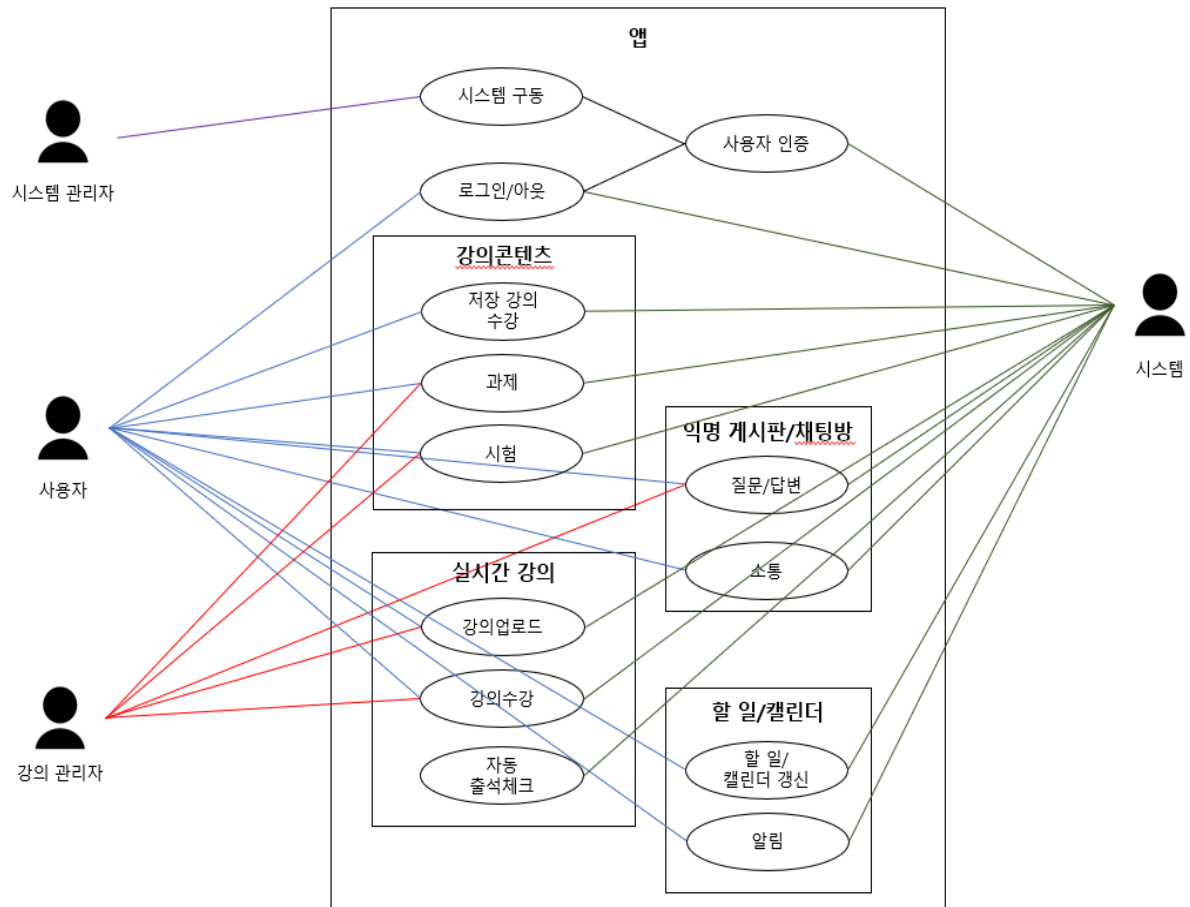 앱
시스템 구동
사용자 인증
시스템 관리자
로그인/아웃
강의콘텐츠
저장 강의
수강
과제
시험
시스템
사용자
익명 게시판/채팅방
질문/답변
소통
실시간 강의
강의업로드
강의수강
자동
출석체크
강의 관리자
할 일/캘린더
할 일/
캘린더 갱신
알림